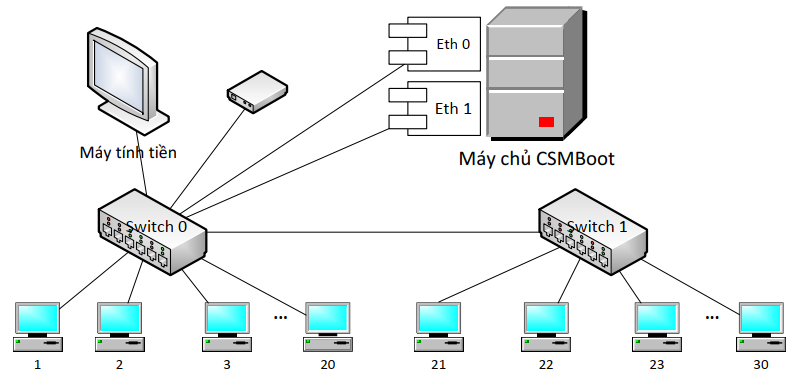 Eth 0
Eth 1
Máy tính tiền
Máy chủ CSMBoot
Switch 0
Switch 1
... ...
1 2 3 20 21 22 23 30